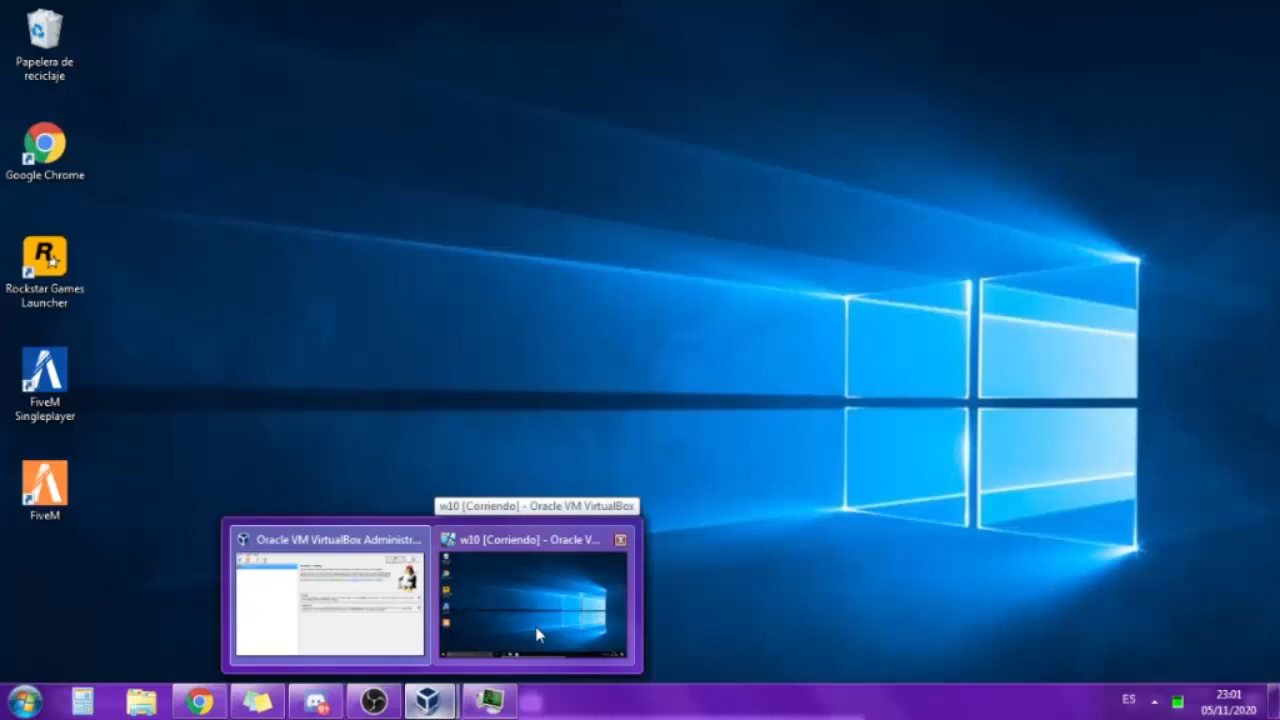 Papelera de
reciclaje
Google Chrome
Rockstar Games
Launcher
FiveM
Singleplayer
FiveM
w10 [Corriendo] - Oracle VM VirtualBox
Oracle VM VirtualBox Administr...
w10 [Corriendo] - Oracle V...
ES
23:01
05/11/2020